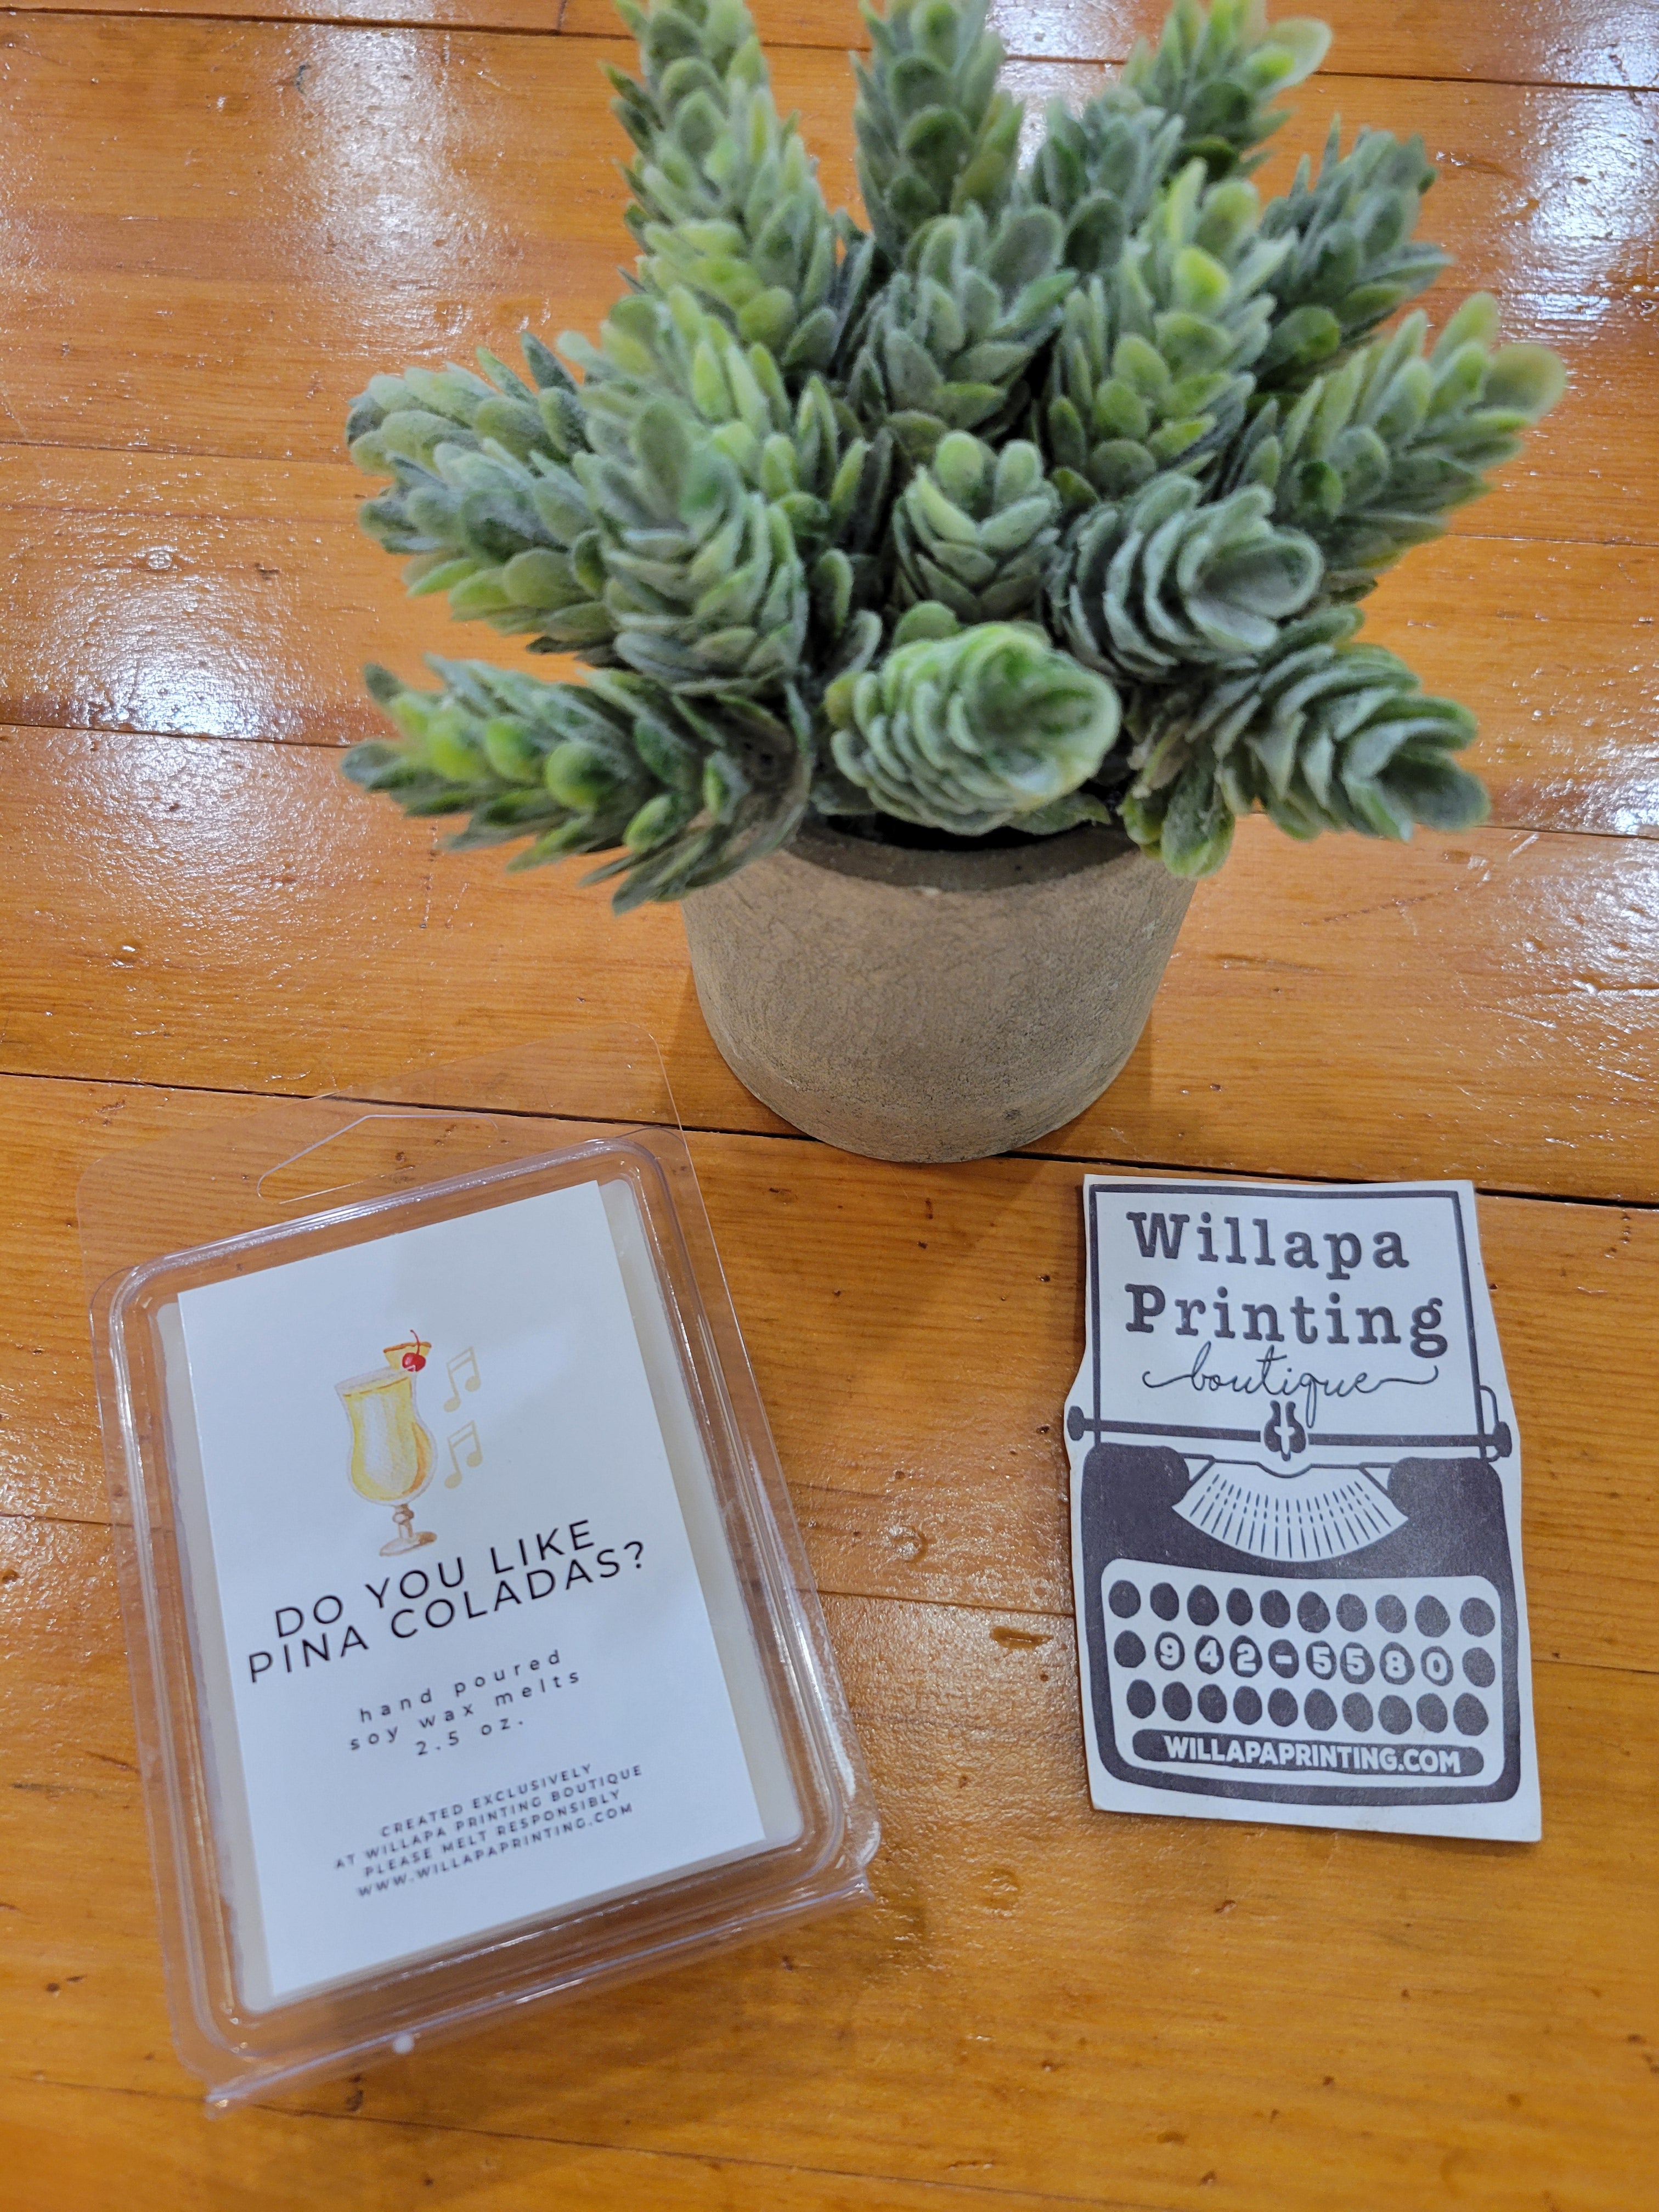 DO YOU LIKE
PINA COLADAS?
hand poured
soy wax melts
2.5 oz.
CREATED EXCLUSIVELY
AT WILLAPA PRINTING BOUTIQUE
PLEASE MELT RESPONSIBLY
WWW.WILLAPAPRINTING.COM
Willapa
Printing
boutique
942-5580
WILLAPAPRINTING.COM